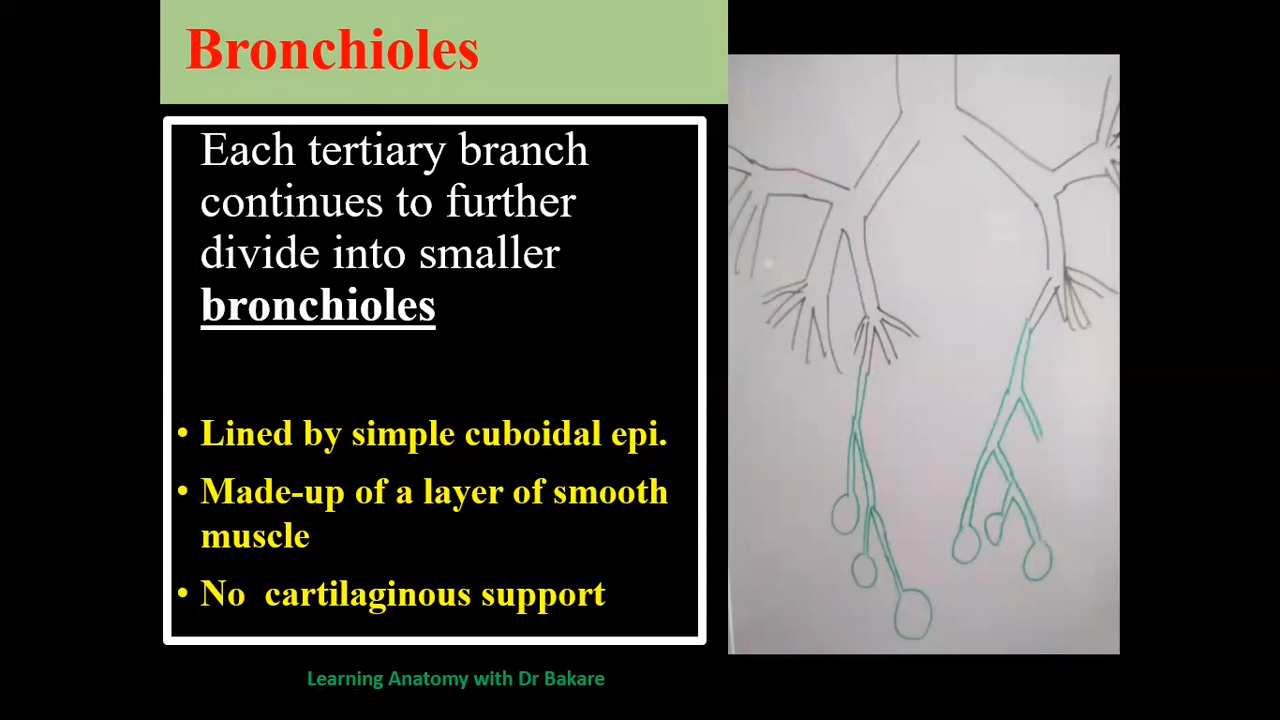 Bronchioles
Each tertiary branch
continues to further
divide into smaller
bronchioles
• Lined by simple cuboidal epi.
• Made-up of a layer of smooth
muscle
• No cartilaginous support
Learning Anatomy with Dr Bakare